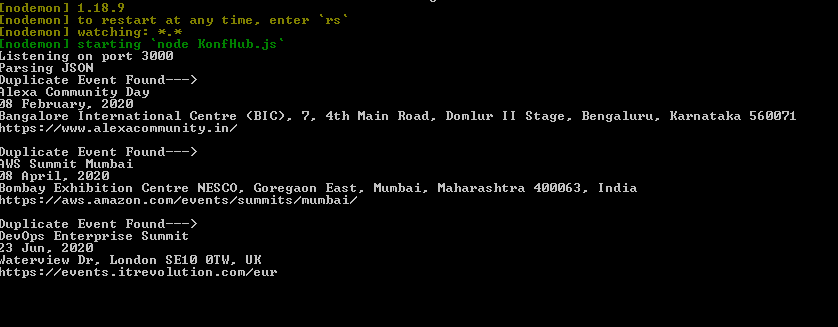 [nodemon] 1.18.9
[nodemon] to restart at any time, enter `rs`
[nodemon] watching: *.*
[nodemon] starting `node KonfHub.js`
Listening on port 3000
Parsing JSON
Duplicate Event Found--->
Alexa Community Day
08 February, 2020
Bangalore International Centre (BIC), 7, 4th Main Road, Domlur II Stage, Bengaluru, Karnataka 560071
https://www.alexacommunity.in/
Duplicate Event Found--->
AWS Summit Mumbai
08 April, 2020
Bombay Exhibition Centre NESCO, Goregaon East, Mumbai, Maharashtra 400063, India
https://aws.amazon.com/events/summits/mumbai/
Duplicate Event Found--->
DevOps Enterprise Summit
23 Jun, 2020
Waterview Dr, London SE10 0TW, UK
https://events.itrevolution.com/eur